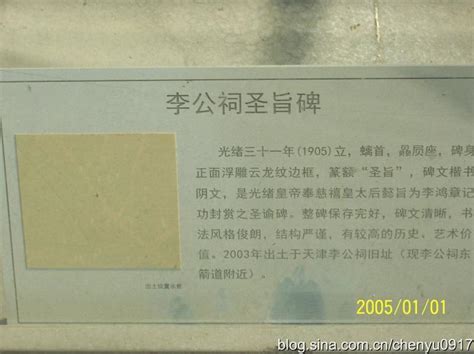 李公祠圣旨碑
光绪三十一年(1905)立，螭首，赑屃座，碑身
正面浮雕云龙纹边框，篆额“圣旨”，碑文楷书
阴文，是光绪皇帝奉慈禧皇太后懿旨为李鸿章记
功封赏之圣谕碑。整碑保存完好，碑文清晰，书
法风格俊朗、结构严谨，有较高的历史、艺术价
值。2003年出土于天津李公祠旧址（现李公祠东
箭道附近）。
2005/01/01
blog.sina.com.cn/chenyu0917